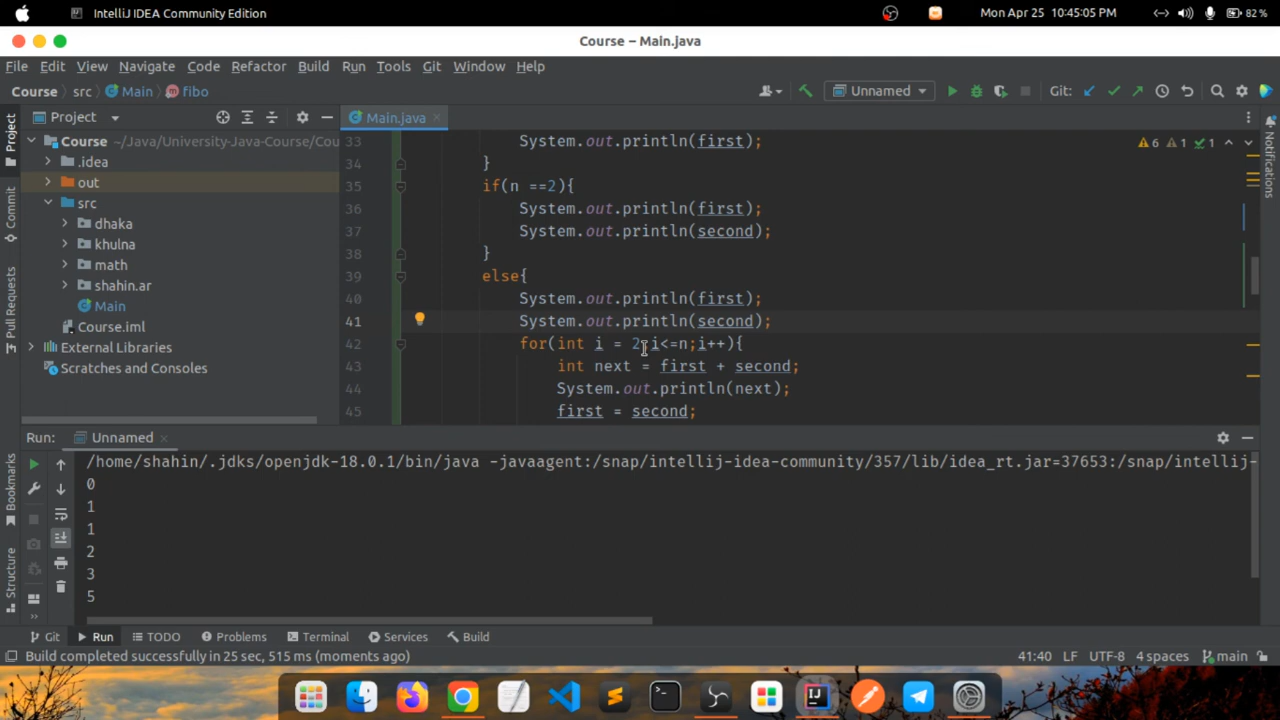 IntelliJ IDEA Community Edition
Mon Apr 25 10:45:05 PM
82 %
Course – Main.java
File Edit View Navigate Code Refactor Build Run Tools Git Window Help
Course src Main fibo
Unnamed
Git:
Project
Main.java
Course ~/Java/University-Java-Course/Cou
.idea
out
src
dhaka
khulna
math
shahin.ar
Main
Course.iml
External Libraries
Scratches and Consoles
Project
Commit
Pull Requests
Bookmarks
Structure
Notifications
6 1 1
33 System.out.println(first);
34 }
35 if(n ==2){
36 System.out.println(first);
37 System.out.println(second);
38 }
39 else{
40 System.out.println(first);
41 System.out.println(second);
42 for(int i = 2;i<=n;i++){
43 int next = first + second;
44 System.out.println(next);
45 first = second;
Run: Unnamed
/home/shahin/.jdks/openjdk-18.0.1/bin/java -javaagent:/snap/intellij-idea-community/357/lib/idea_rt.jar=37653:/snap/intellij-
0
1
1
2
3
5
Git Run TODO Problems Terminal Services Build
Build completed successfully in 25 sec, 515 ms (moments ago)
41:40 LF UTF-8 4 spaces main